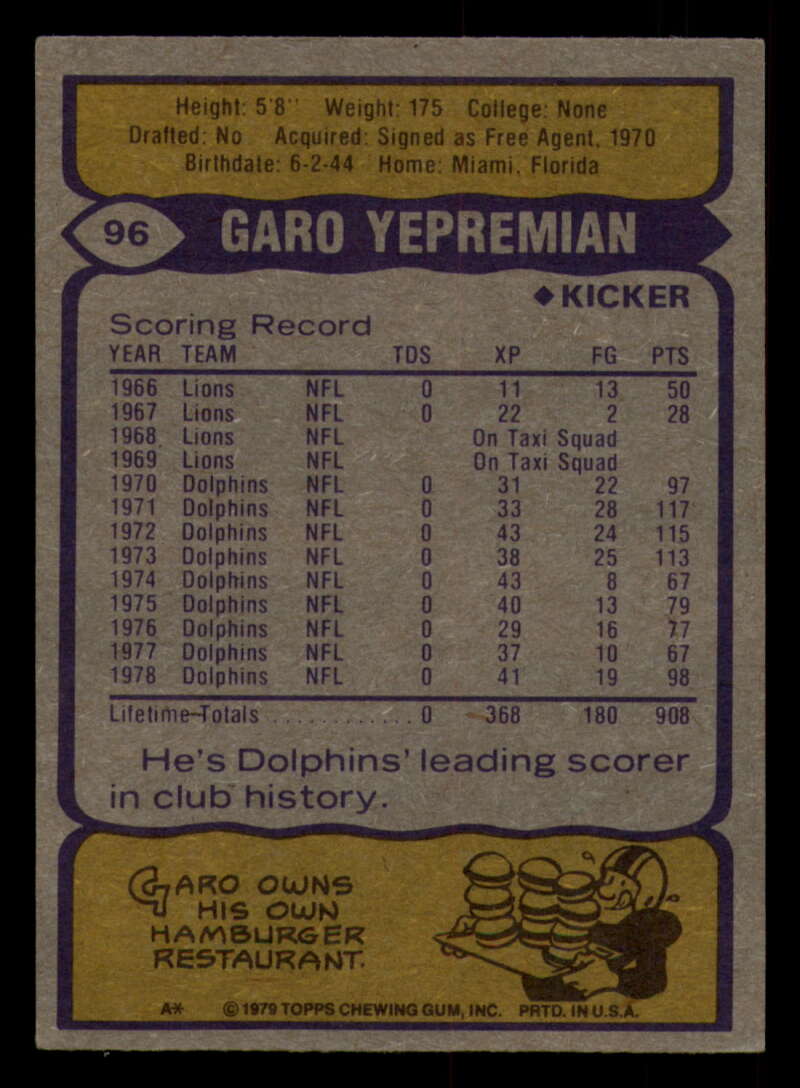 Height: 5'8" Weight: 175 College: None
Drafted: No Acquired: Signed as Free Agent, 1970
Birthdate: 6-2-44 Home: Miami, Florida
96 GARO YEPREMIAN
◆KICKER
Scoring Record
YEAR TEAM TDS XP FG PTS
1966 Lions NFL 0 11 13 50
1967 Lions NFL 0 22 2 28
1968 Lions NFL On Taxi Squad
1969 Lions NFL On Taxi Squad
1970 Dolphins NFL 0 31 22 97
1971 Dolphins NFL 0 33 28 117
1972 Dolphins NFL 0 43 24 115
1973 Dolphins NFL 0 38 25 113
1974 Dolphins NFL 0 43 8 67
1975 Dolphins NFL 0 40 13 79
1976 Dolphins NFL 0 29 16 77
1977 Dolphins NFL 0 37 10 67
1978 Dolphins NFL 0 41 19 98
Lifetime-Totals ............ 0 368 180 908
He's Dolphins' leading scorer
in club history.
GARO OWNS
HIS OWN
HAMBURGER
RESTAURANT.
A* ©1979 TOPPS CHEWING GUM, INC. PRTD. IN U.S.A.